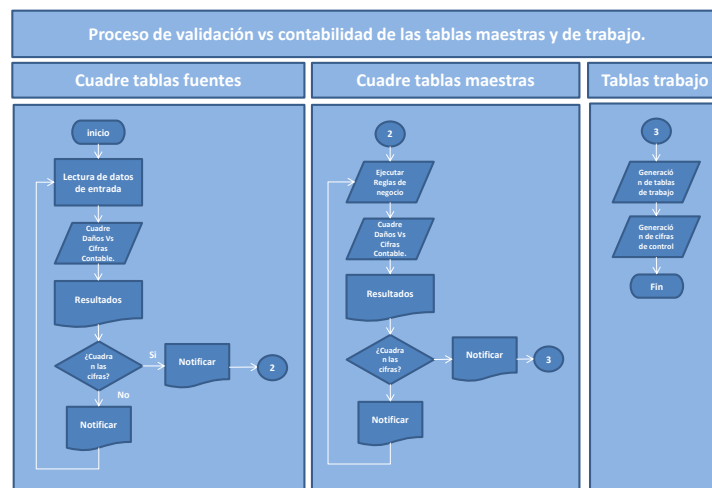 Proceso de validación vs contabilidad de las tablas maestras y de trabajo.
Cuadre tablas fuentes
inicio
Lectura de datos
de entrada
Cuadre
Daños Vs
Cifras
Contable.
Resultados
¿Cuadra
n las
cifras?
Sí
Notificar
2
No
Notificar
Cuadre tablas maestras
2
Ejecutar
Reglas de
negocio
Cuadre
Daños Vs
Cifras
Contable.
Resultados
¿Cuadra
n las
cifras?
Notificar
3
Notificar
Tablas trabajo
3
Generació
n de tablas
de trabajo
Generació
n de cifras
de control
Fin